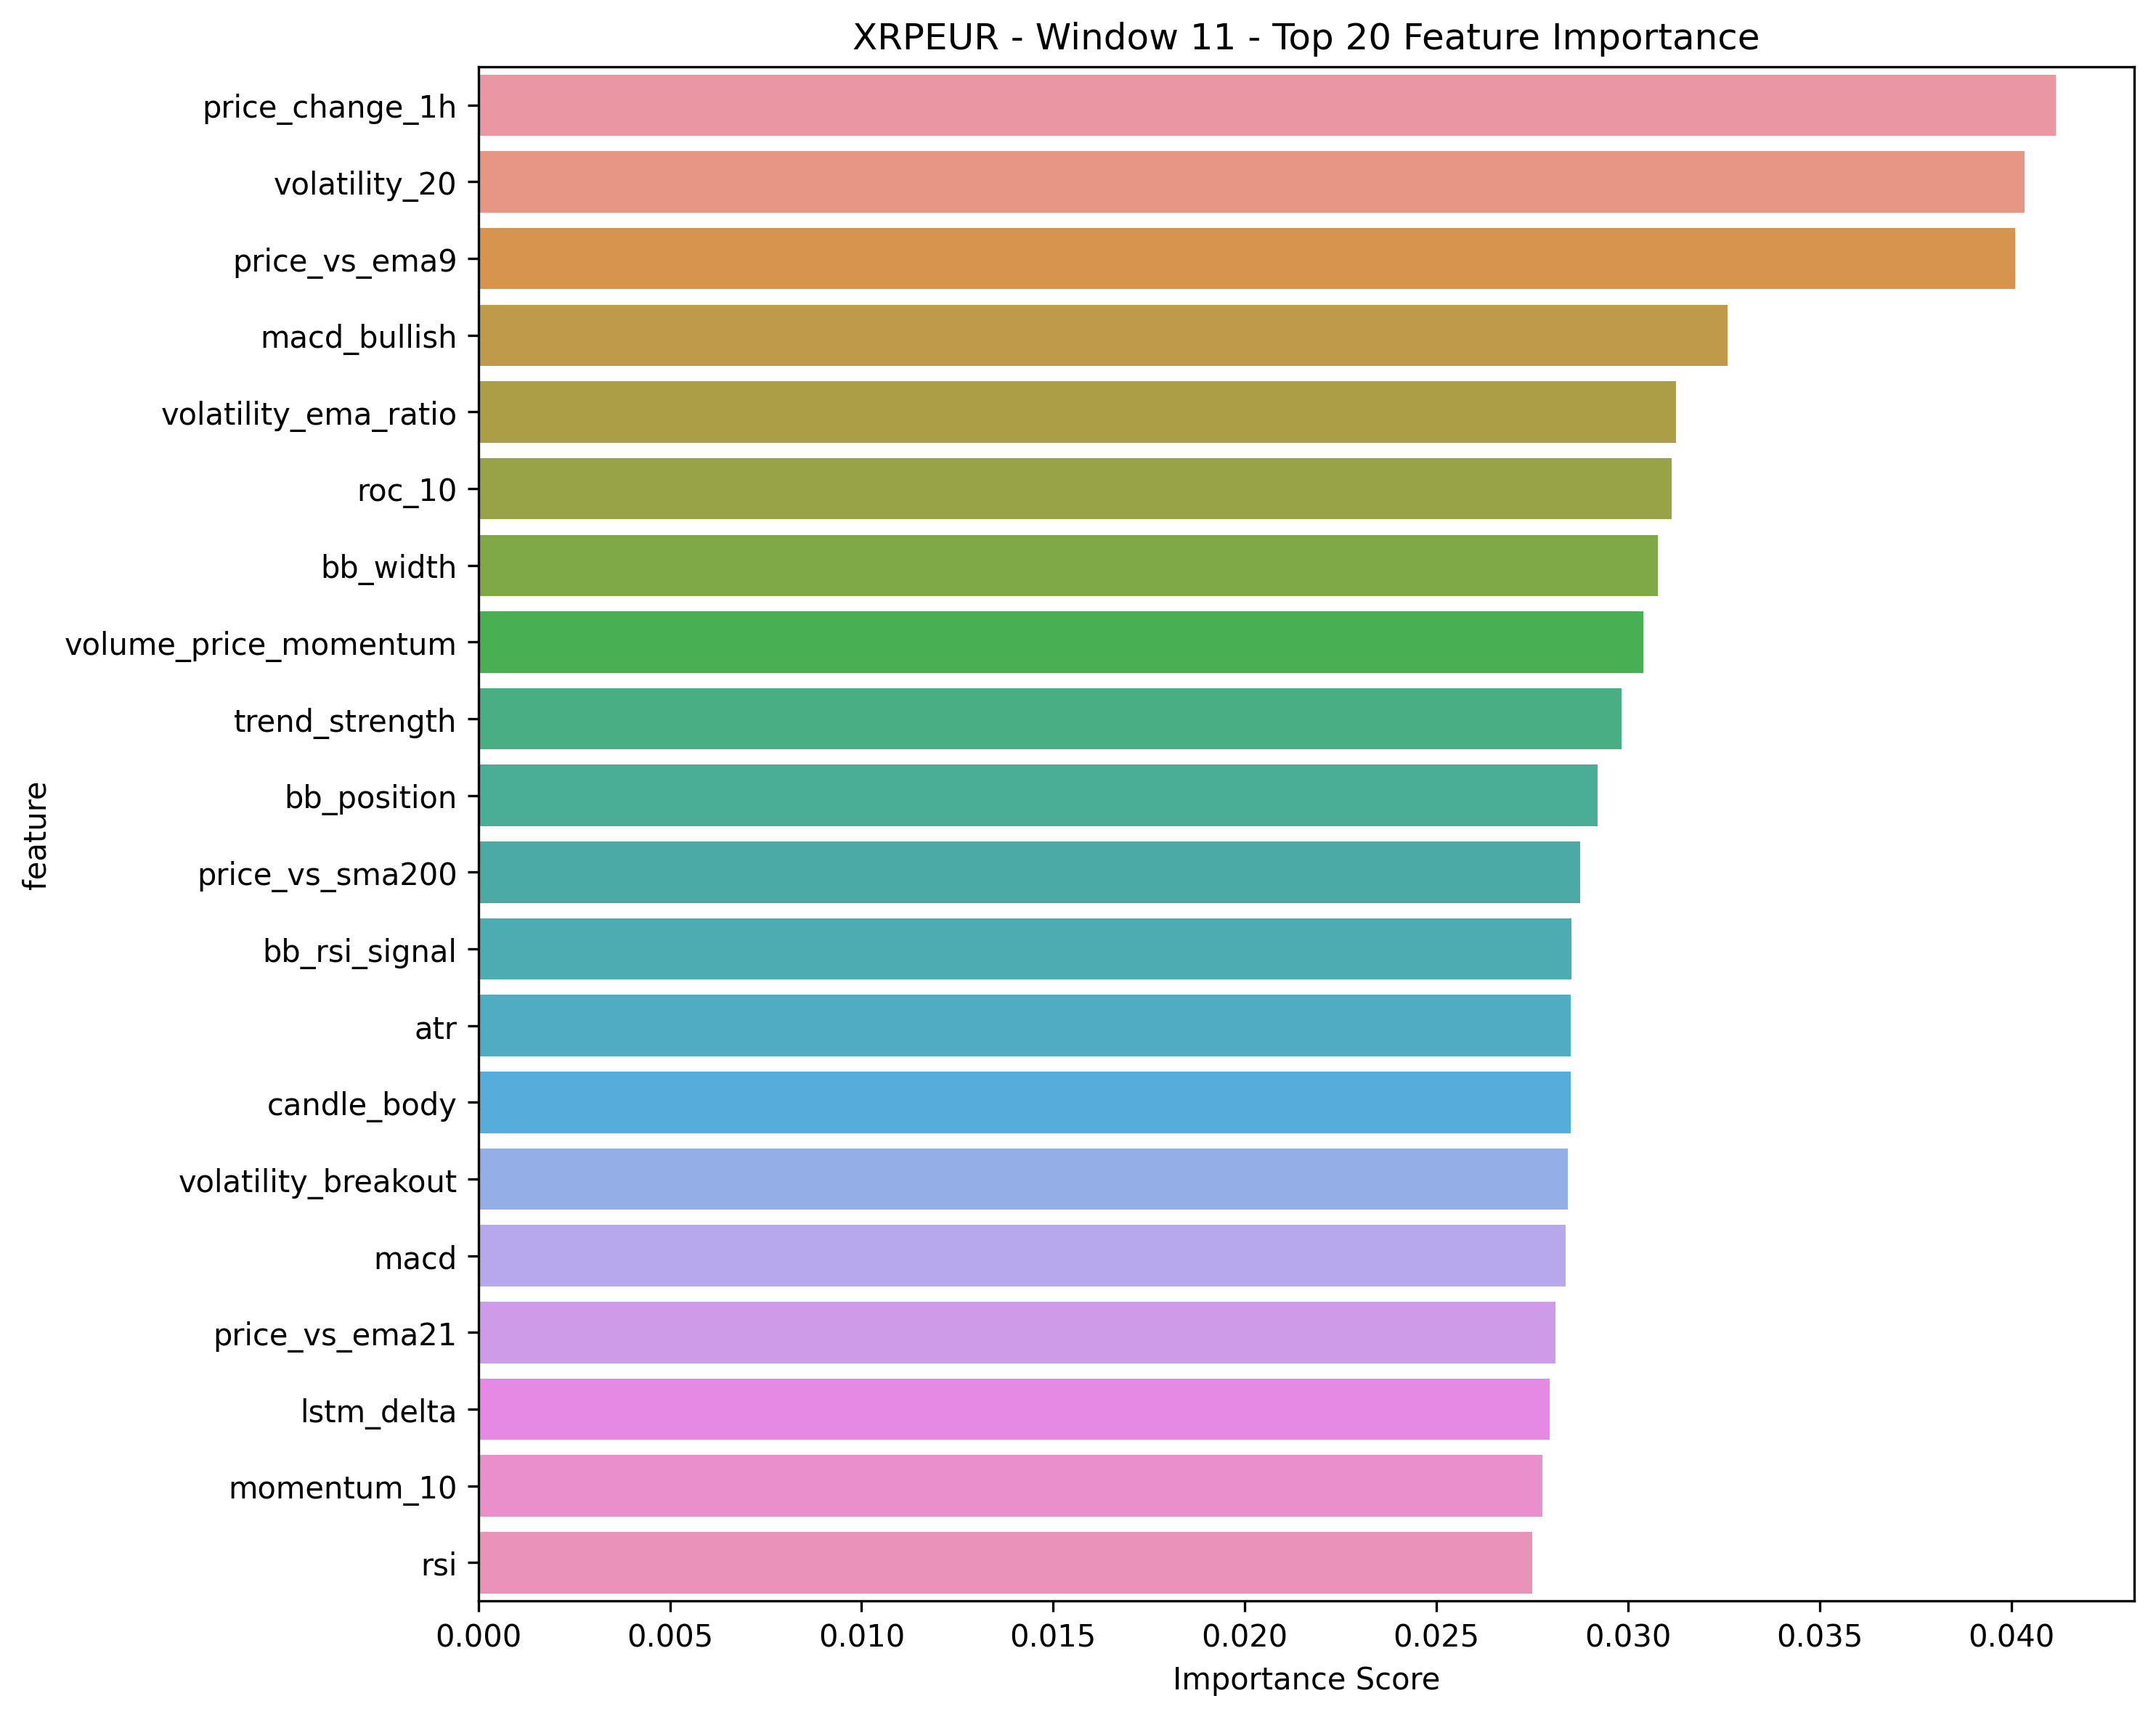 XRPEUR - Window 11 - Top 20 Feature Importance
feature
price_change_1h
volatility_20
price_vs_ema9
macd_bullish
volatility_ema_ratio
roc_10
bb_width
volume_price_momentum
trend_strength
bb_position
price_vs_sma200
bb_rsi_signal
atr
candle_body
volatility_breakout
macd
price_vs_ema21
lstm_delta
momentum_10
rsi
0.000 0.005 0.010 0.015 0.020 0.025 0.030 0.035 0.040
Importance Score